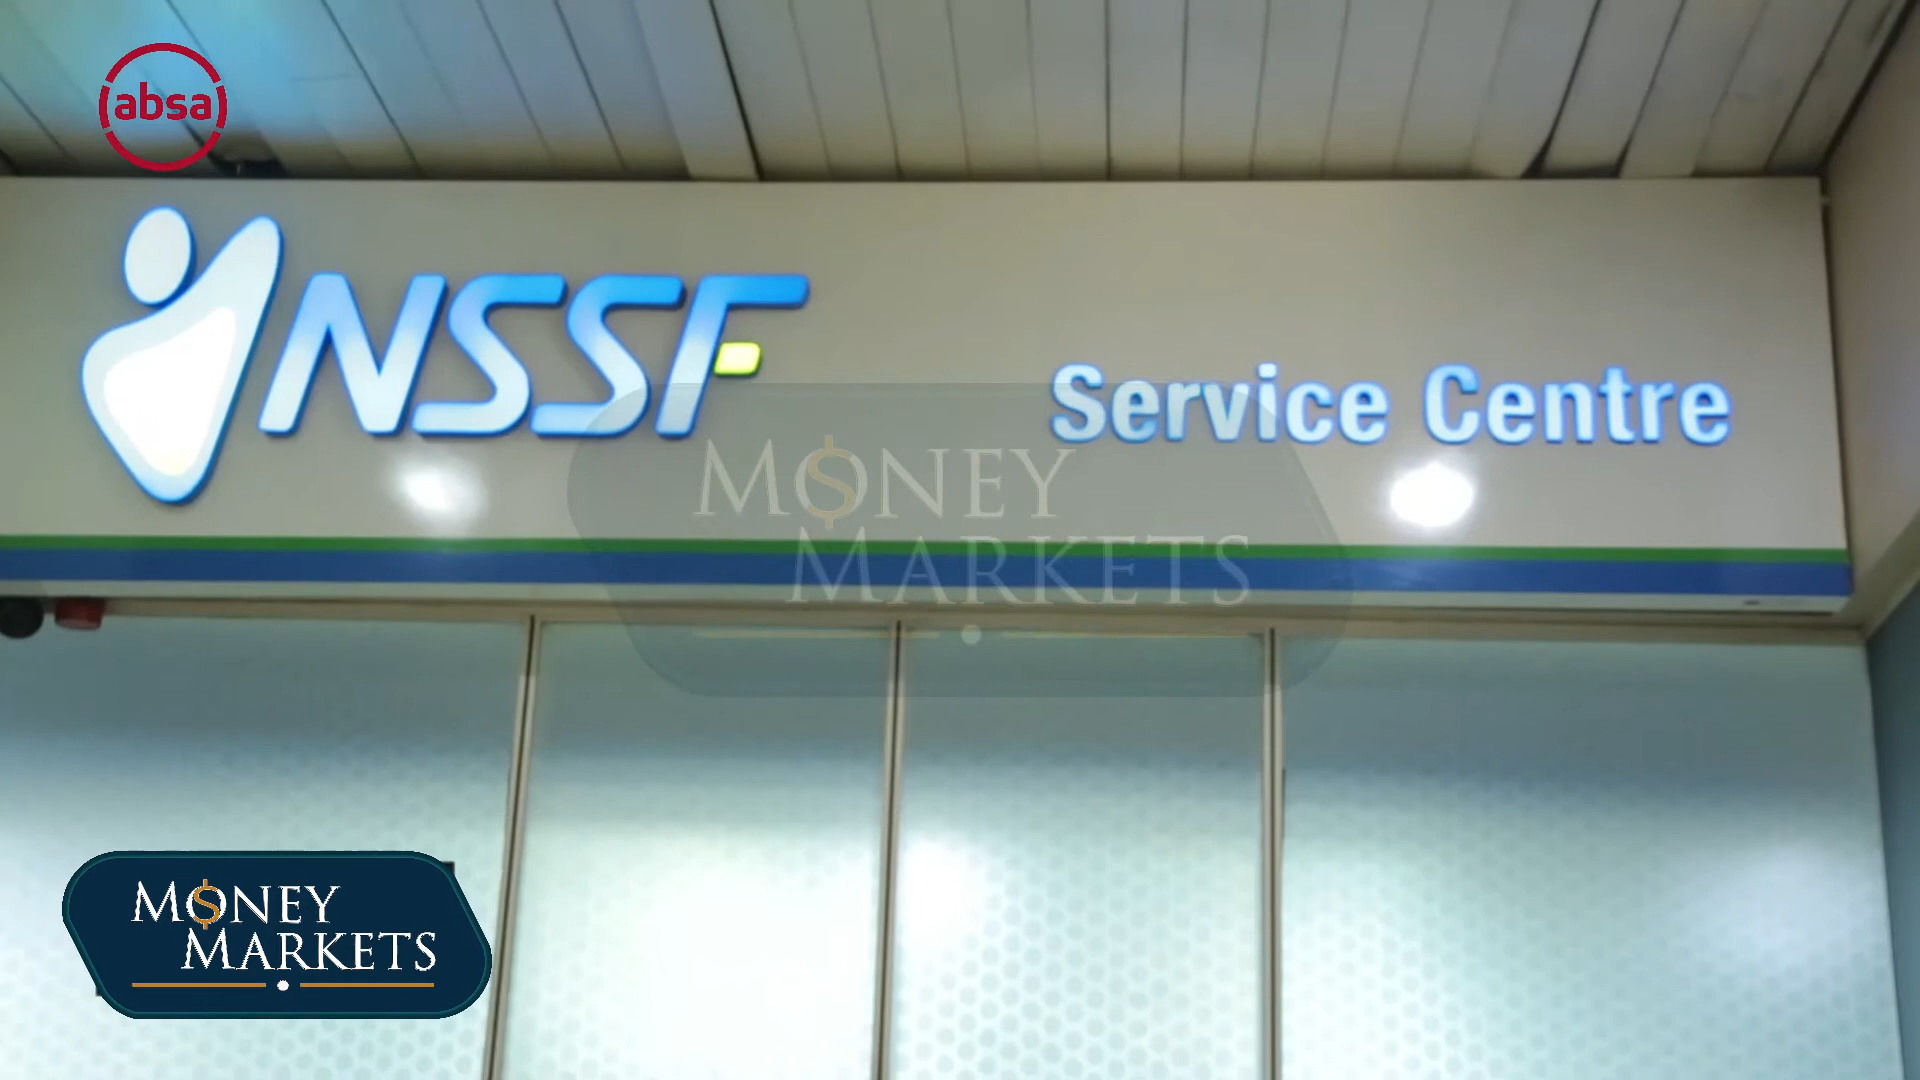 absa
NSSF
Service Centre
MONEY
MARKETS
MONEY
MARKETS